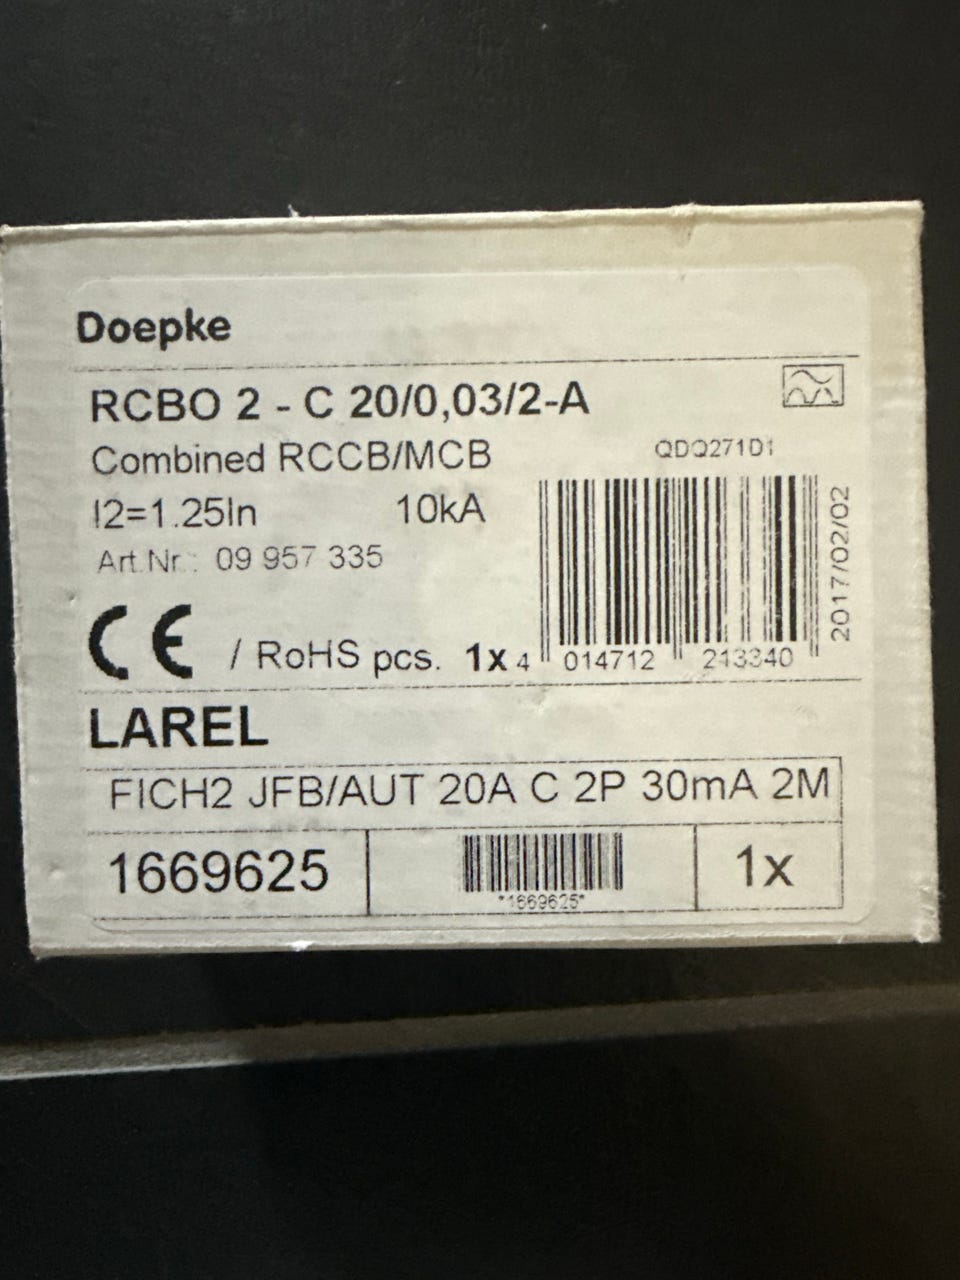 Doepke
RCBO 2 - C 20/0,03/2-A
Combined RCCB/MCB
QDQ271D1
I2=1.25In 10kA
Art.Nr.: 09 957 335
2017/02/02
CE / RoHS pcs. 1x
4 014712 213340
LAREL
FICH2 JFB/AUT 20A C 2P 30mA 2M
1669625
*1669625*
1x